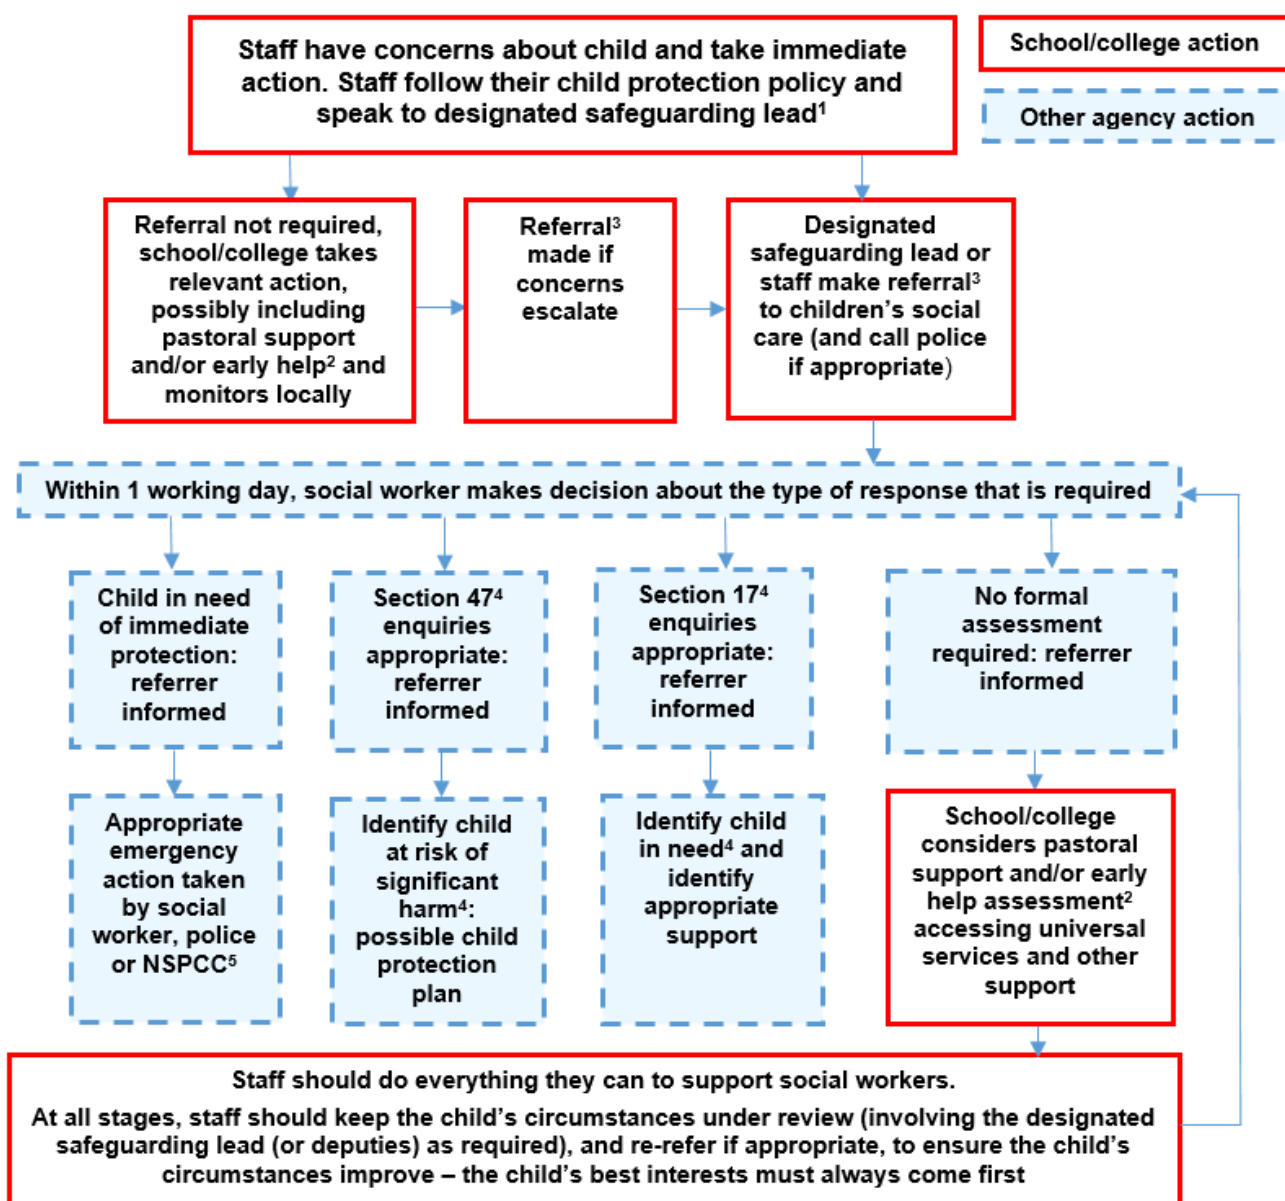 Staff have concerns about child and take immediate
action. Staff follow their child protection policy and
speak to designated safeguarding lead¹
School/college action
Other agency action
Referral not required,
school/college takes
relevant action,
possibly including
pastoral support
and/or early help² and
monitors locally
Referral³
made if
concerns
escalate
Designated
safeguarding lead or
staff make referral³
to children’s social
care (and call police
if appropriate)
Within 1 working day, social worker makes decision about the type of response that is required
Child in need
of immediate
protection:
referrer
informed
Section 47⁴
enquiries
appropriate:
referrer
informed
Section 17⁴
enquiries
appropriate:
referrer
informed
No formal
assessment
required: referrer
informed
Appropriate
emergency
action taken
by social
worker, police
or NSPCC⁵
Identify child
at risk of
significant
harm⁴:
possible child
protection
plan
Identify child
in need⁴ and
identify
appropriate
support
School/college
considers pastoral
support and/or early
help assessment²
accessing universal
services and other
support
Staff should do everything they can to support social workers.
At all stages, staff should keep the child’s circumstances under review (involving the designated
safeguarding lead (or deputies) as required), and re-refer if appropriate, to ensure the child’s
circumstances improve – the child’s best interests must always come first